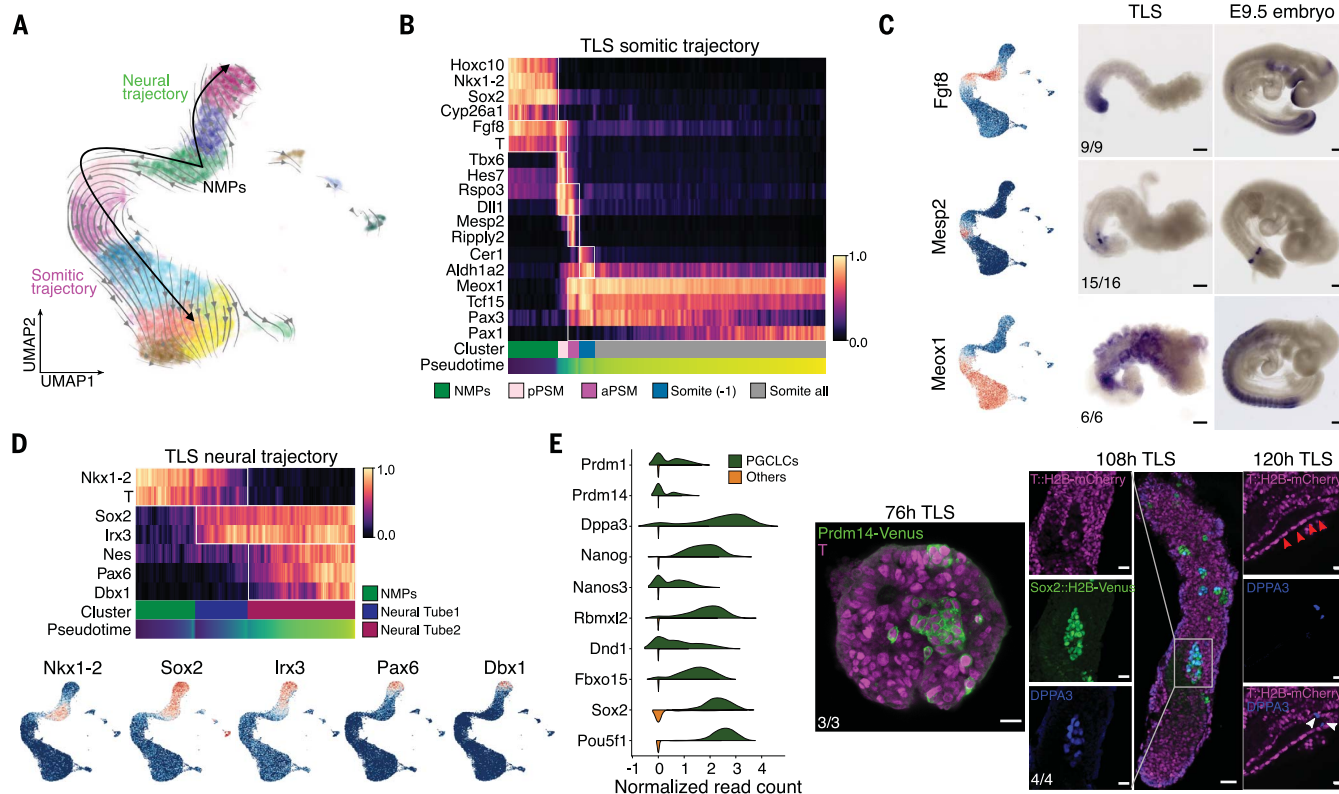 A
Neural
trajectory
NMPs
Somitic
trajectory
UMAP2
UMAP1
B
TLS somitic trajectory
Hoxc10
Nkx1-2
Sox2
Cyp26a1
Fgf8
T
Tbx6
Hes7
Rspo3
Dll1
Mesp2
Ripply2
Cer1
Aldh1a2
Meox1
Tcf15
Pax3
Pax1
Cluster
Pseudotime
1.0
0.0
NMPs
pPSM
aPSM
Somite (-1)
Somite all
C
TLS
E9.5 embryo
Fgf8
9/9
Mesp2
15/16
Meox1
6/6
D
TLS neural trajectory
Nkx1-2
T
Sox2
Irx3
Nes
Pax6
Dbx1
Cluster
Pseudotime
1.0
0.0
NMPs
Neural Tube1
Neural Tube2
Nkx1-2 Sox2 Irx3 Pax6 Dbx1
E
Prdm1
Prdm14
Dppa3
Nanog
Nanos3
Rbmxl2
Dnd1
Fbxo15
Sox2
Pou5f1
-1 0 1 2 3 4
Normalized read count
PGCLCs
Others
76h TLS
Prdm14-Venus
T
3/3
108h TLS
T::H2B-mCherry
Sox2::H2B-Venus
DPPA3
4/4
120h TLS
T::H2B-mCherry
DPPA3
T::H2B-mCherry
DPPA3